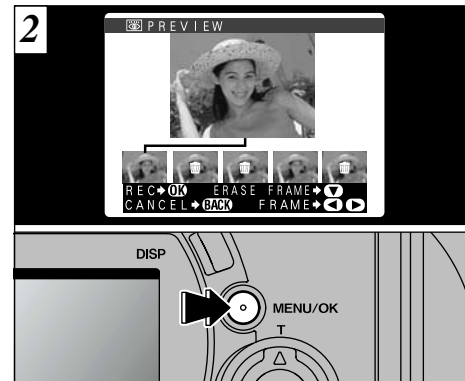 2
PREVIEW
REC OK ERASE FRAME
CANCEL BACK FRAME
DISP
MENU/OK
T